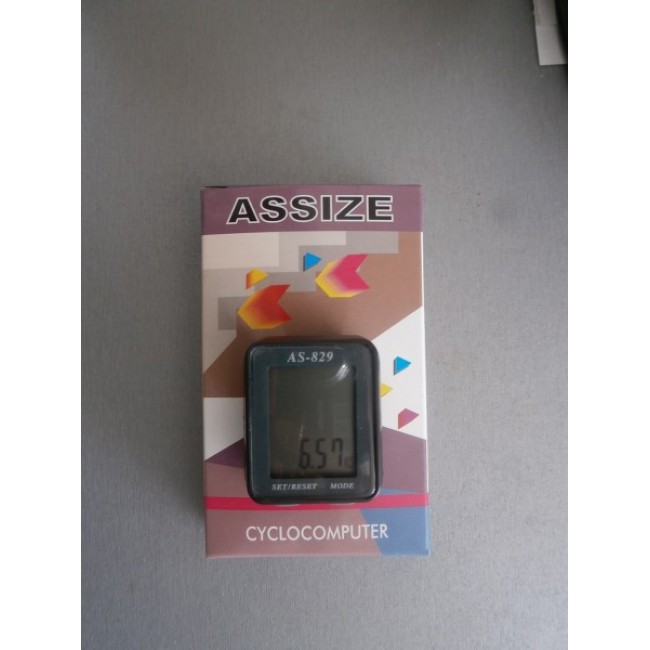 ASSIZE
AS-829
6:57
SET/RESET MODE
CYCLOCOMPUTER